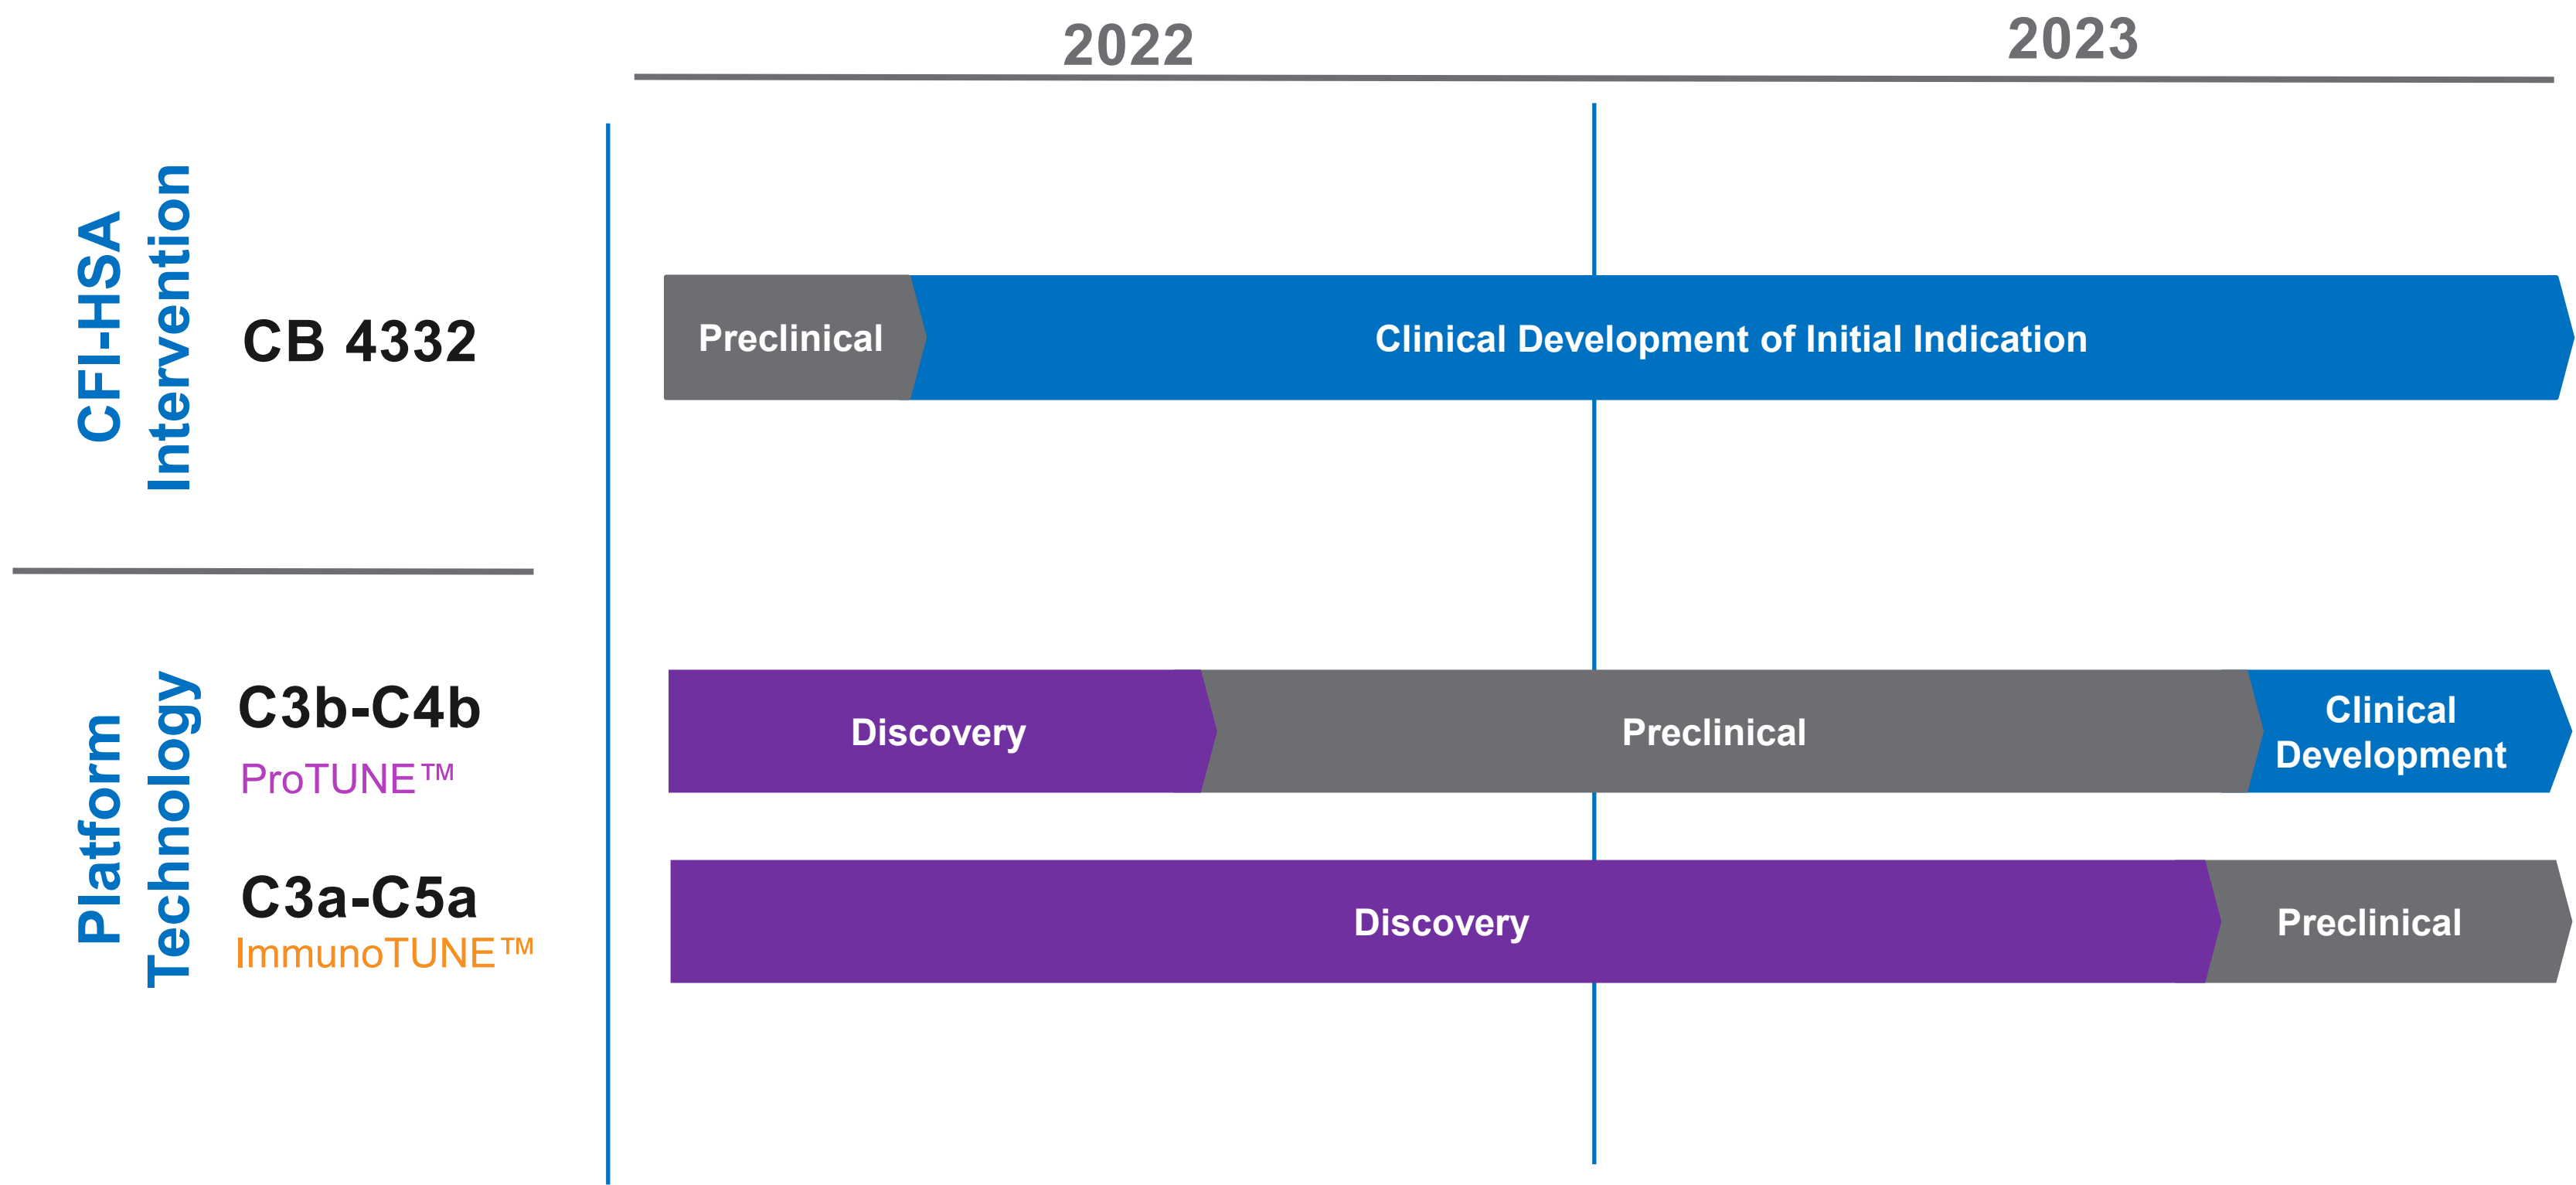 2022
2023
CFI-HSA
Intervention
CB 4332
Preclinical
Clinical Development of Initial Indication
Platform
Technology
C3b-C4b
ProTUNE™
Discovery
Preclinical
Clinical
Development
C3a-C5a
ImmunoTUNE™
Discovery
Preclinical